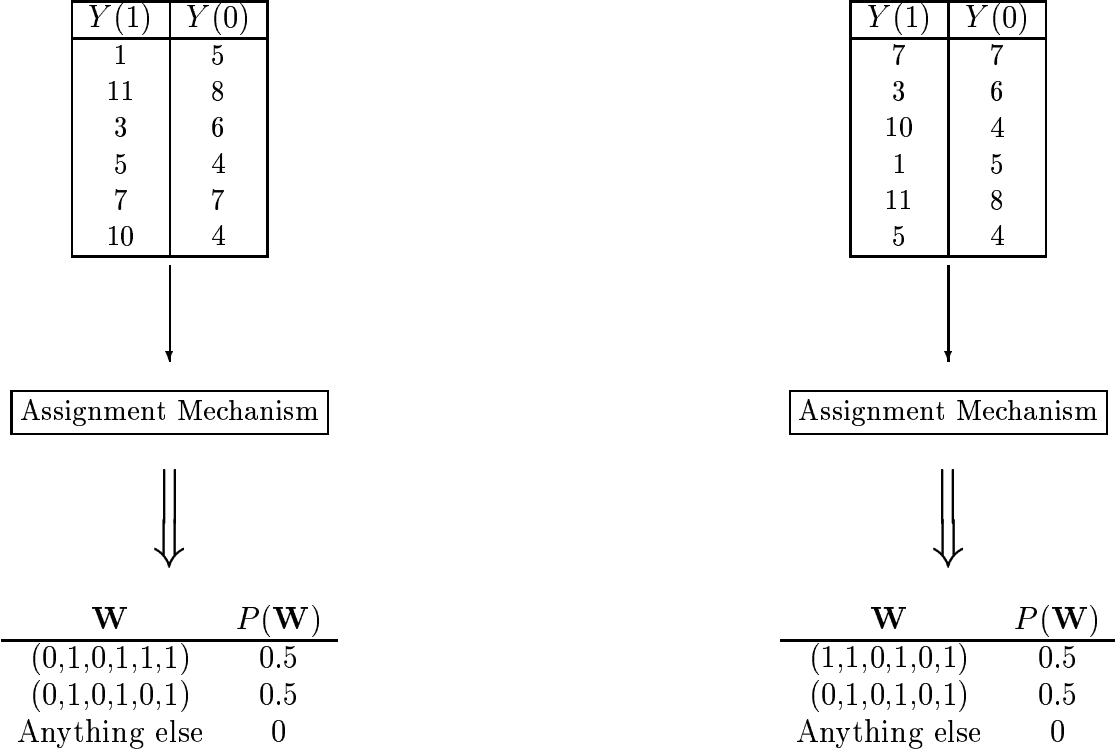 Y(1) Y(0)
1 5
11 8
3 6
5 4
7 7
10 4
Assignment Mechanism
W P(W)
(0,1,0,1,1,1) 0.5
(0,1,0,1,0,1) 0.5
Anything else 0
Y(1) Y(0)
7 7
3 6
10 4
1 5
11 8
5 4
Assignment Mechanism
W P(W)
(1,1,0,1,0,1) 0.5
(0,1,0,1,0,1) 0.5
Anything else 0